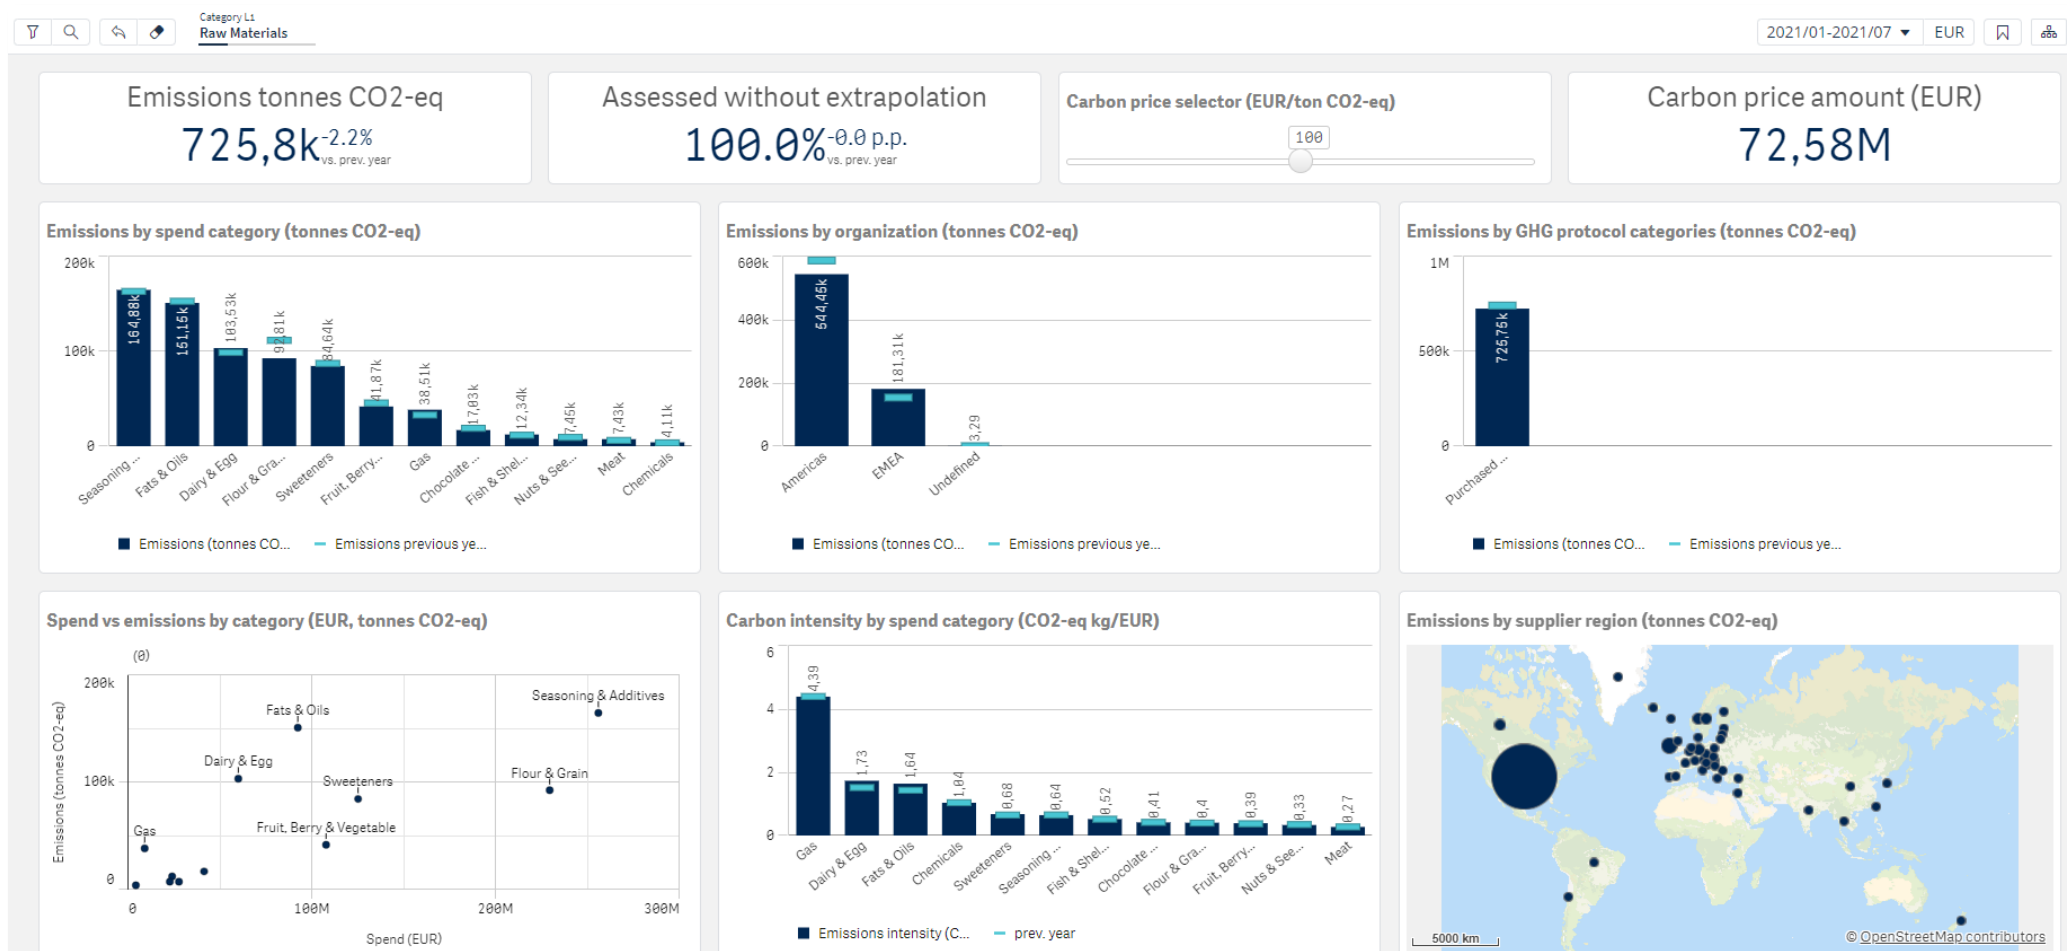 Category L1
Raw Materials
2021/01-2021/07
EUR
Emissions tonnes CO2-eq
725,8k
-2.2%
vs. prev. year
Assessed without extrapolation
100.0%
-0.0 p.p.
vs. prev. year
Carbon price selector (EUR/ton CO2-eq)
100
Carbon price amount (EUR)
72,58M
Emissions by spend category (tonnes CO2-eq)
200k
100k
0
164,88k
151,15k
103,53k
92,81k
84,64k
41,87k
38,51k
17,03k
12,34k
7,45k
7,43k
4,11k
Seasoning ...
Fats & Oils
Dairy & Egg
Flour & Gra...
Sweeteners
Fruit, Berry...
Gas
Chocolate ...
Fish & Shel...
Nuts & See...
Meat
Chemicals
Emissions (tonnes CO...
Emissions previous ye...
Emissions by organization (tonnes CO2-eq)
600k
400k
200k
0
544,45k
181,31k
3,29
Americas
EMEA
Undefined
Emissions (tonnes CO...
Emissions previous ye...
Emissions by GHG protocol categories (tonnes CO2-eq)
1M
500k
0
725,75k
Purchased ...
Emissions (tonnes CO...
Emissions previous ye...
Spend vs emissions by category (EUR, tonnes CO2-eq)
(0)
Emissions (tonnes CO2-eq)
200k
100k
0
Seasoning & Additives
Fats & Oils
Dairy & Egg
Flour & Grain
Sweeteners
Fruit, Berry & Vegetable
Gas
0
100M
200M
300M
Spend (EUR)
Carbon intensity by spend category (CO2-eq kg/EUR)
6
4
2
0
4,39
1,73
1,64
1,04
0,68
0,64
0,52
0,41
0,4
0,39
0,33
0,27
Gas
Dairy & Egg
Fats & Oils
Chemicals
Sweeteners
Seasoning ...
Fish & Shel...
Chocolate ...
Flour & Gra...
Fruit, Berry...
Nuts & See...
Meat
Emissions intensity (C...
prev. year
Emissions by supplier region (tonnes CO2-eq)
5000 km
© OpenStreetMap contributors